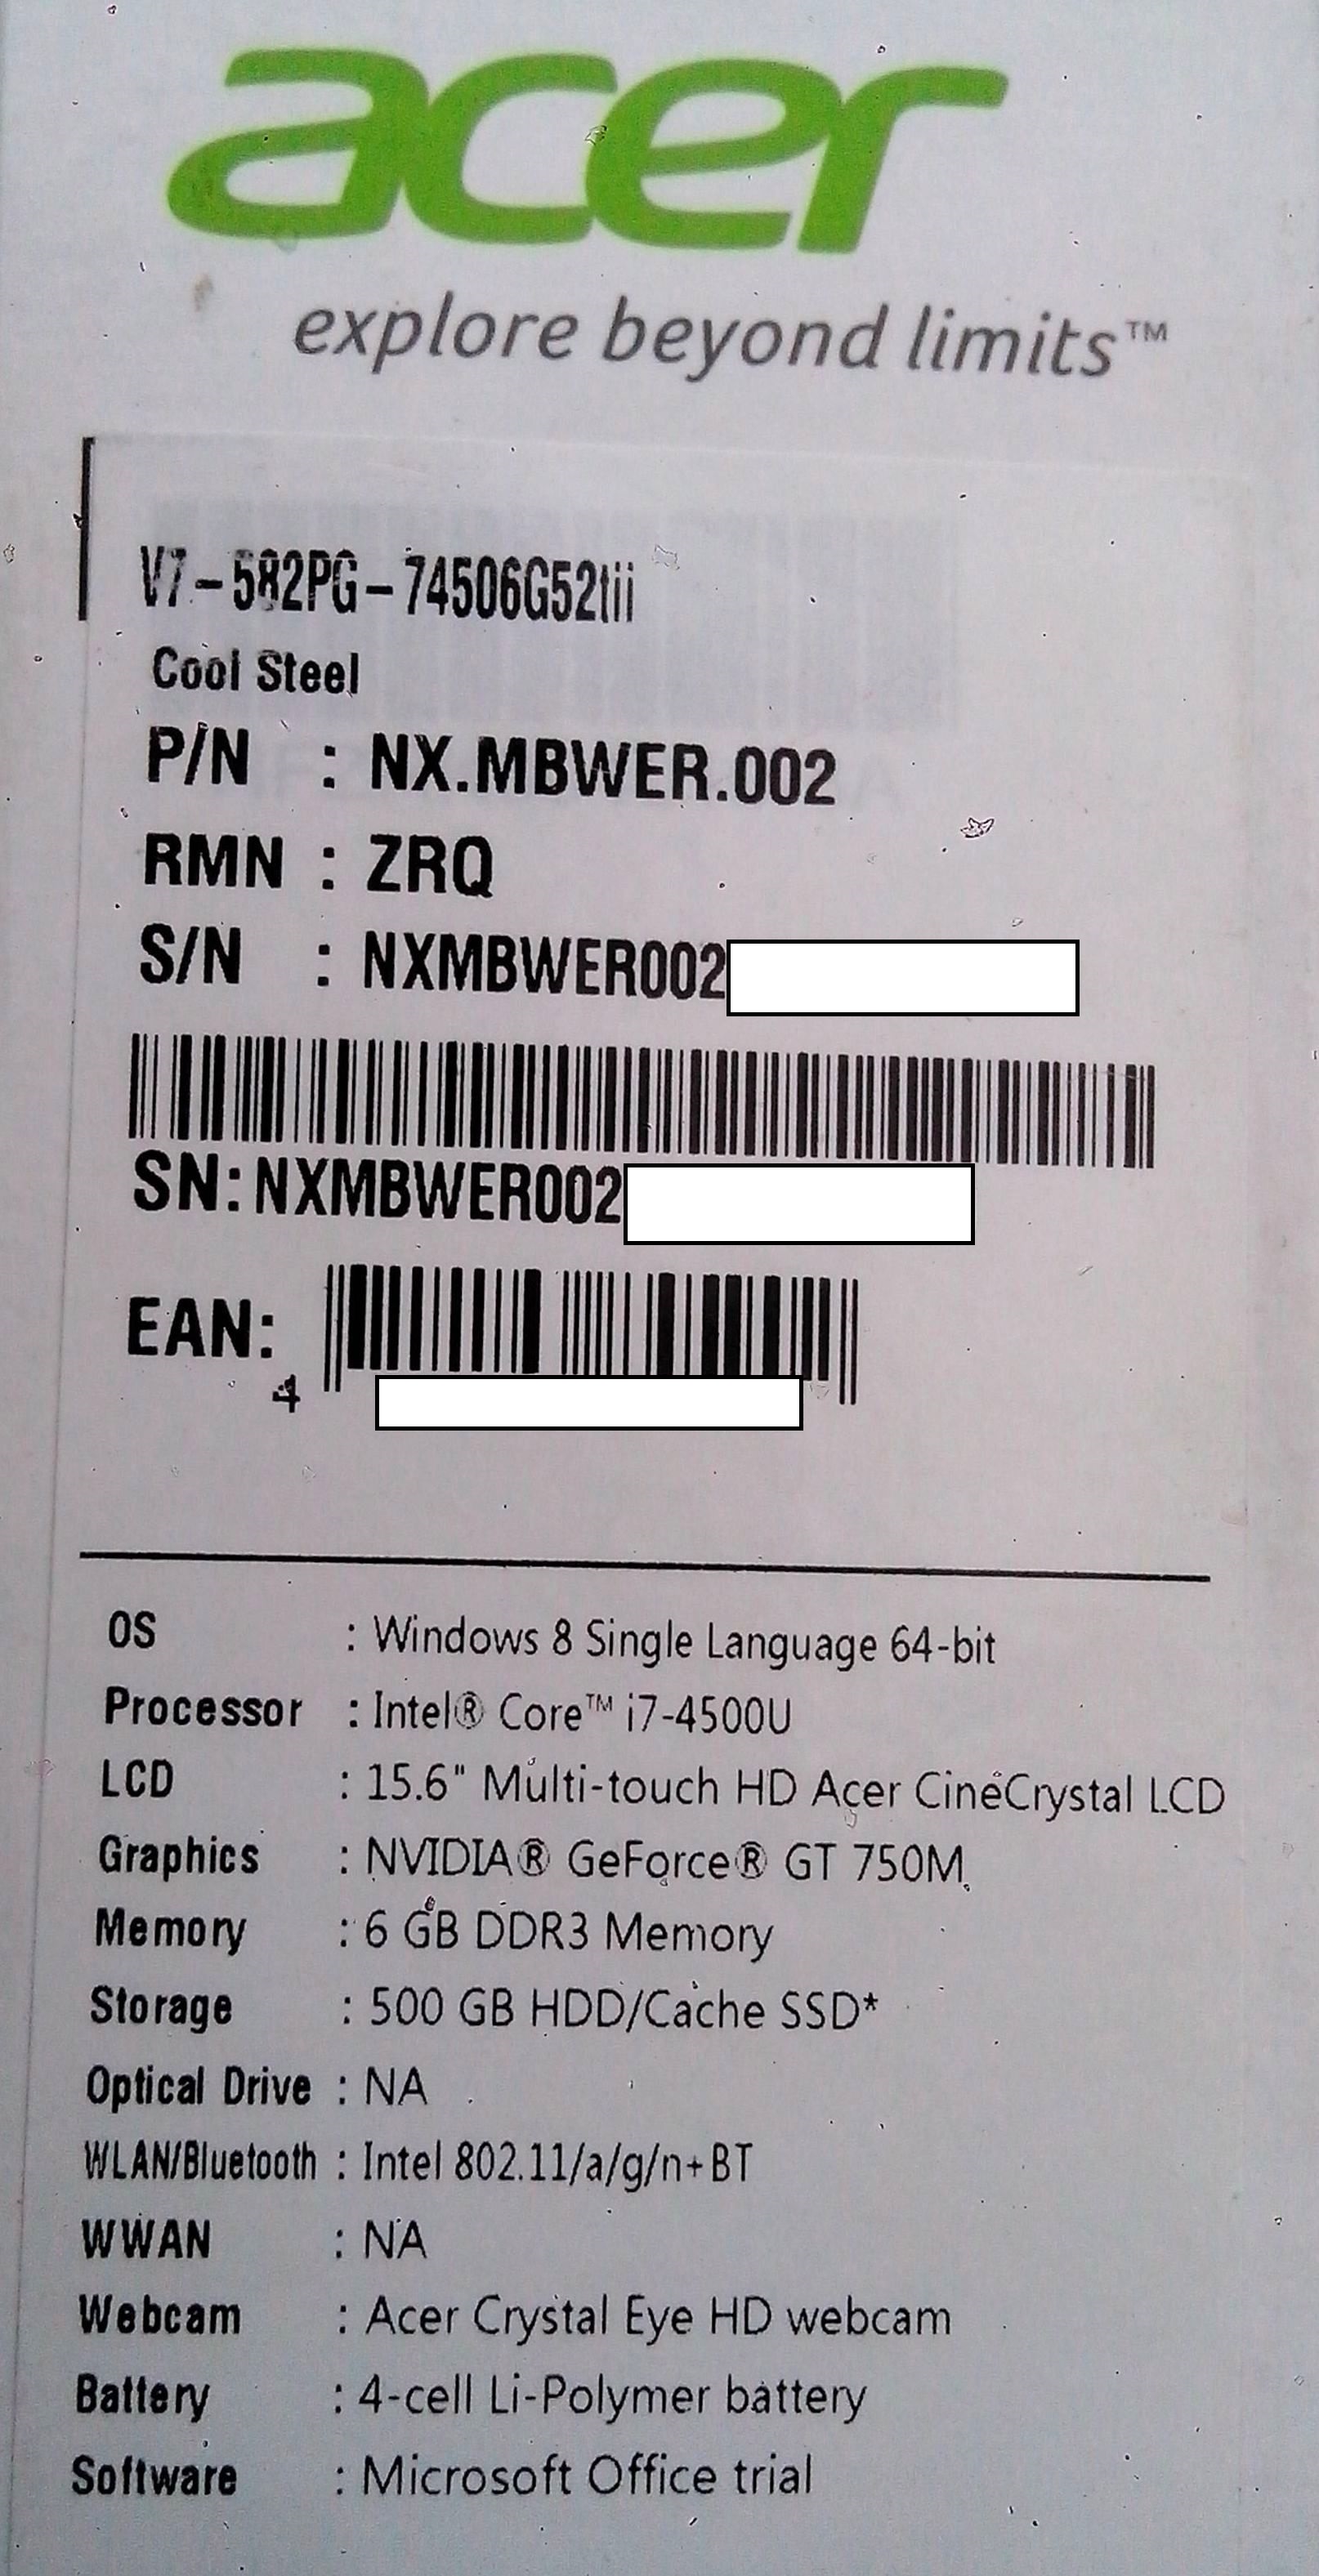 acer
explore beyond limits™
V7-582PG-74506G52tii
Cool Steel
P/N : NX.MBWER.002
RMN : ZRQ
S/N : NXMBWER002
SN:NXMBWER002
EAN:
4
OS : Windows 8 Single Language 64-bit
Processor : Intel® Core™ i7-4500U
LCD : 15.6" Multi-touch HD Acer CineCrystal LCD
Graphics : NVIDIA® GeForce® GT 750M
Memory : 6 GB DDR3 Memory
Storage : 500 GB HDD/Cache SSD*
Optical Drive : NA
WLAN/Bluetooth : Intel 802.11/a/g/n+BT
WWAN : NA
Webcam : Acer Crystal Eye HD webcam
Battery : 4-cell Li-Polymer battery
Software : Microsoft Office trial